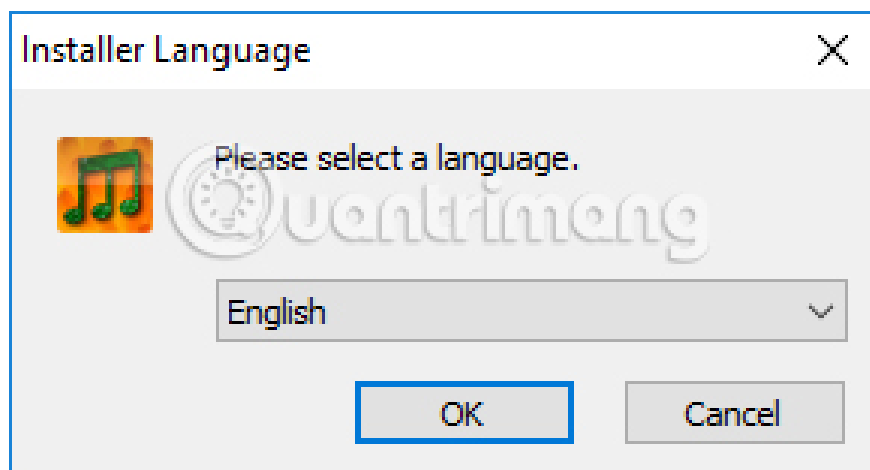 Installer Language
Please select a language.
Quantrimang
English
OK
Cancel